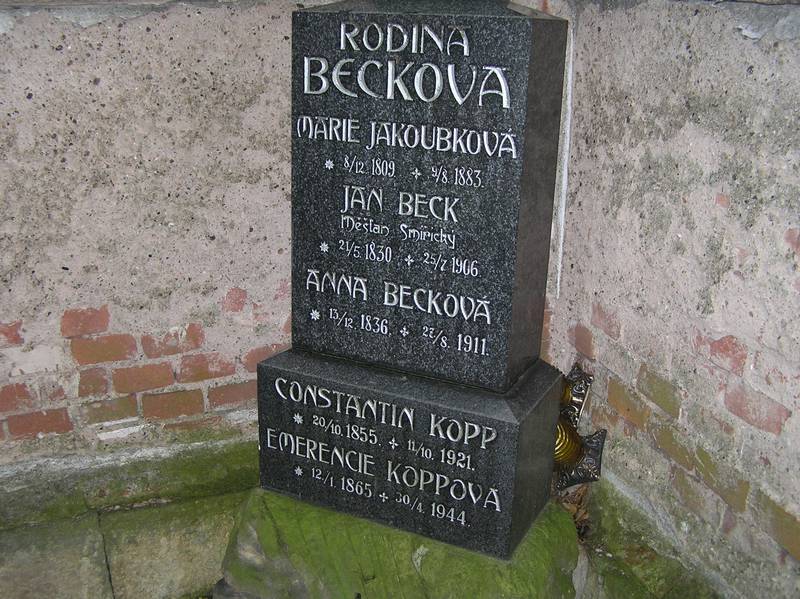 RODINA
BECKOVA
MARIE JAKOUBKOVÁ
* 8/12. 1809 + 9/8. 1883.
JAN BECK
Měšťan Smiřický
* 21/5. 1830 + 25/7 1906.
ANNA BECKOVÁ
* 13/12. 1836. + 27/8. 1911.
CONSTANTIN KOPP
* 20/10. 1855. + 11/10. 1921.
EMERENCIE KOPPOVÁ
* 12/1. 1865 + 30/4. 1944.